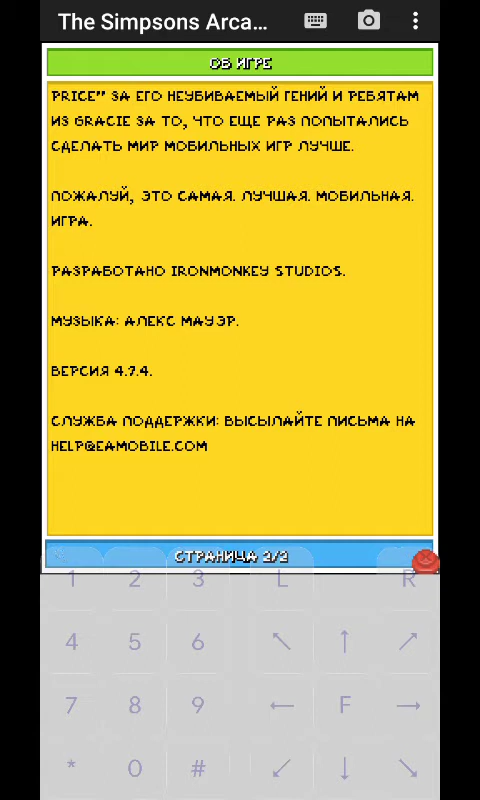 The Simpsons Arca...
ОБ ИГРЕ
PRICE" ЗА ЕГО НЕУБИВАЕМЫЙ ГЕНИЙ И РЕБЯТАМ
ИЗ GRACIE ЗА ТО, ЧТО ЕЩЕ РАЗ ПОПЫТАЛИСЬ
СДЕЛАТЬ МИР МОБИЛЬНЫХ ИГР ЛУЧШЕ.
ПОЖАЛУЙ, ЭТО САМАЯ. ЛУЧШАЯ. МОБИЛЬНАЯ.
ИГРА.
РАЗРАБОТАНО IRONMONKEY STUDIOS.
МУЗЫКА: АЛЕКС МАУЭР.
ВЕРСИЯ 4.7.4.
СЛУЖБА ПОДДЕРЖКИ: ВЫСЫЛАЙТЕ ПИСЬМА НА
HELP@EAMOBILE.COM
СТРАНИЦА 2/2
1 2 3 L R
4 5 6 ↖ ↑ ↗
7 8 9 ← F →
* 0 # ↙ ↓ ↘